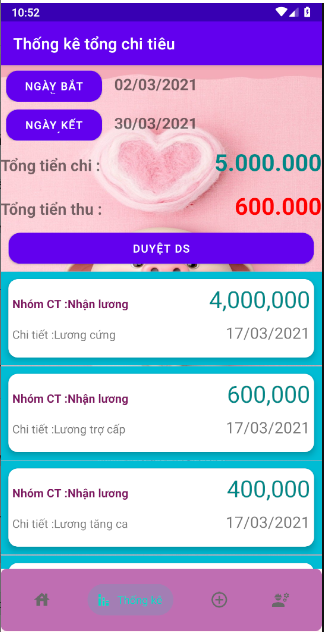 10:52
Thống kê tổng chi tiêu
NGÀY BẮT 02/03/2021
NGÀY KẾT 30/03/2021
Tổng tiền chi : 5.000.000
Tổng tiền thu : 600.000
DUYỆT DS
Nhóm CT :Nhận lương 4,000,000
Chi tiết :Lương cứng 17/03/2021
Nhóm CT :Nhận lương 600,000
Chi tiết :Lương trợ cấp 17/03/2021
Nhóm CT :Nhận lương 400,000
Chi tiết :Lương tăng ca 17/03/2021
Thống kê